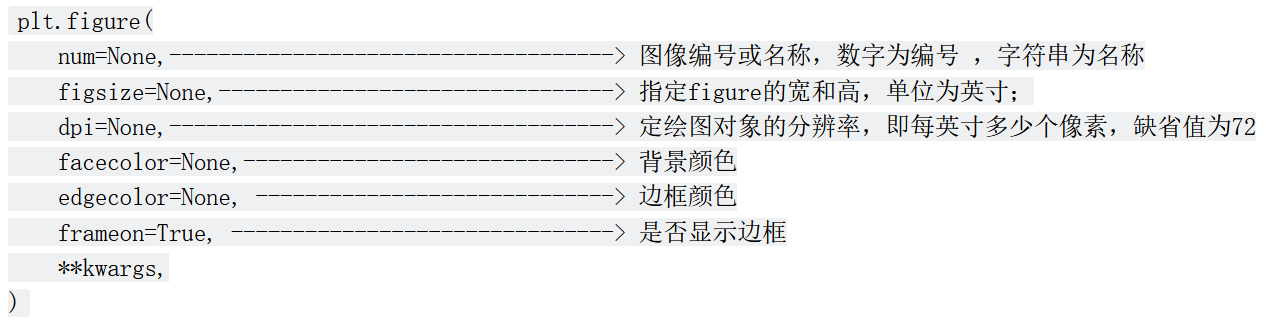 plt.figure(
num=None,------------------------------------> 图像编号或名称，数字为编号 ，字符串为名称
figsize=None,--------------------------------> 指定figure的宽和高，单位为英寸；
dpi=None,------------------------------------> 定绘图对象的分辨率，即每英寸多少个像素，缺省值为72
facecolor=None,------------------------------> 背景颜色
edgecolor=None, -----------------------------> 边框颜色
frameon=True, -------------------------------> 是否显示边框
**kwargs,
)